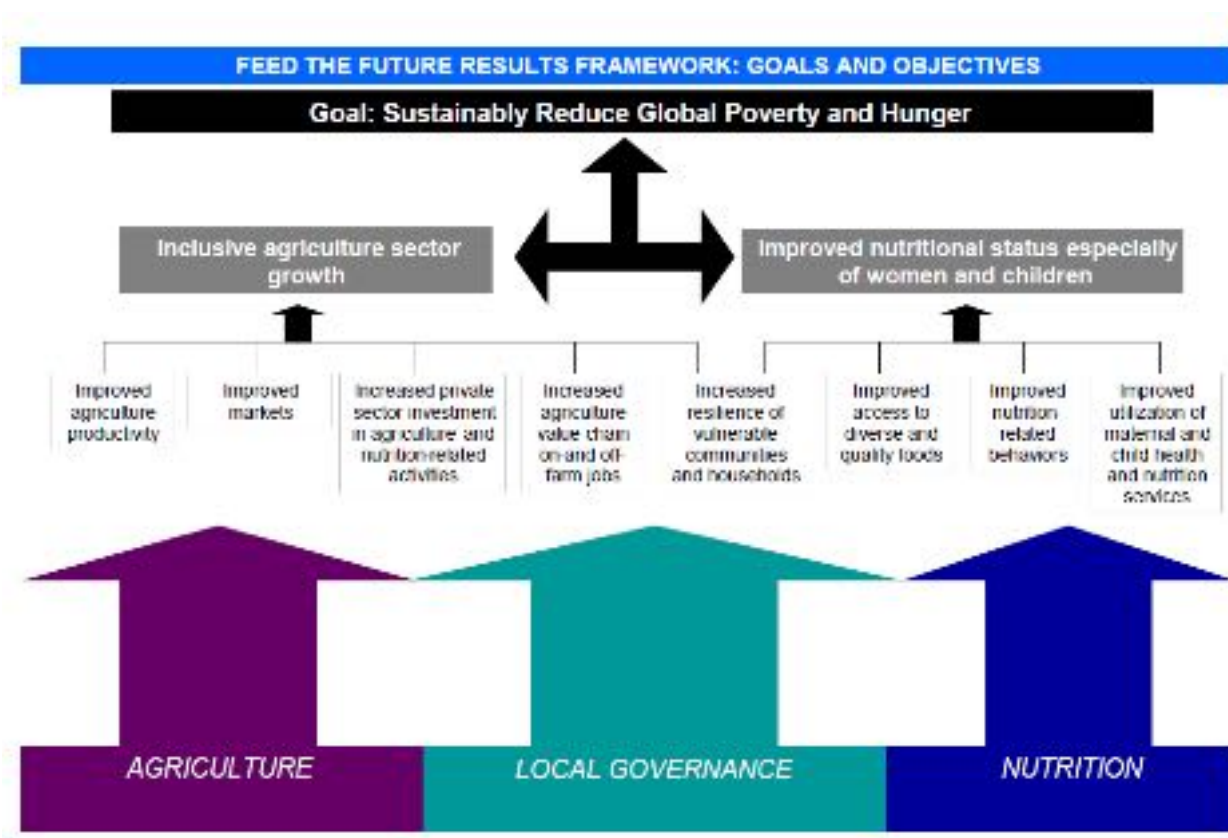 FEED THE FUTURE RESULTS FRAMEWORK: GOALS AND OBJECTIVES
Goal: Sustainably Reduce Global Poverty and Hunger
Inclusive agriculture sector
growth
Improved nutritional status especially
of women and children
Improved
agriculture
productivity
Improved
markets
Increased private
sector investment
in agriculture and
nutrition-related
activities
Increased
agriculture
value chain
on-and off-
farm jobs
Increased
resilience of
vulnerable
communities
and households
Improved
access to
diverse and
quality foods
Improved
nutrition
related
behaviors
Improved
utilization of
maternal and
child health
and nutrition
services
AGRICULTURE
LOCAL GOVERNANCE
NUTRITION